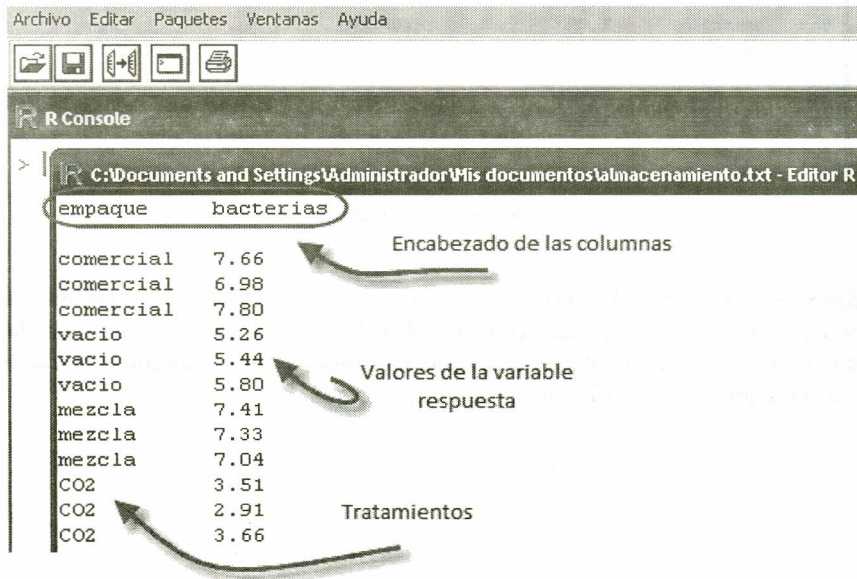 Archivo Editar Paquetes Ventanas Ayuda
R Console
> C:\Documents and Settings\Administrador\Mis documentos\almacenamiento.txt - Editor R
empaque bacterias
Encabezado de las columnas
comercial 7.66
comercial 6.98
comercial 7.80
vacio 5.26
vacio 5.44
vacio 5.80
Valores de la variable
respuesta
mezcla 7.41
mezcla 7.33
mezcla 7.04
CO2 3.51
CO2 2.91
Tratamientos
CO2 3.66